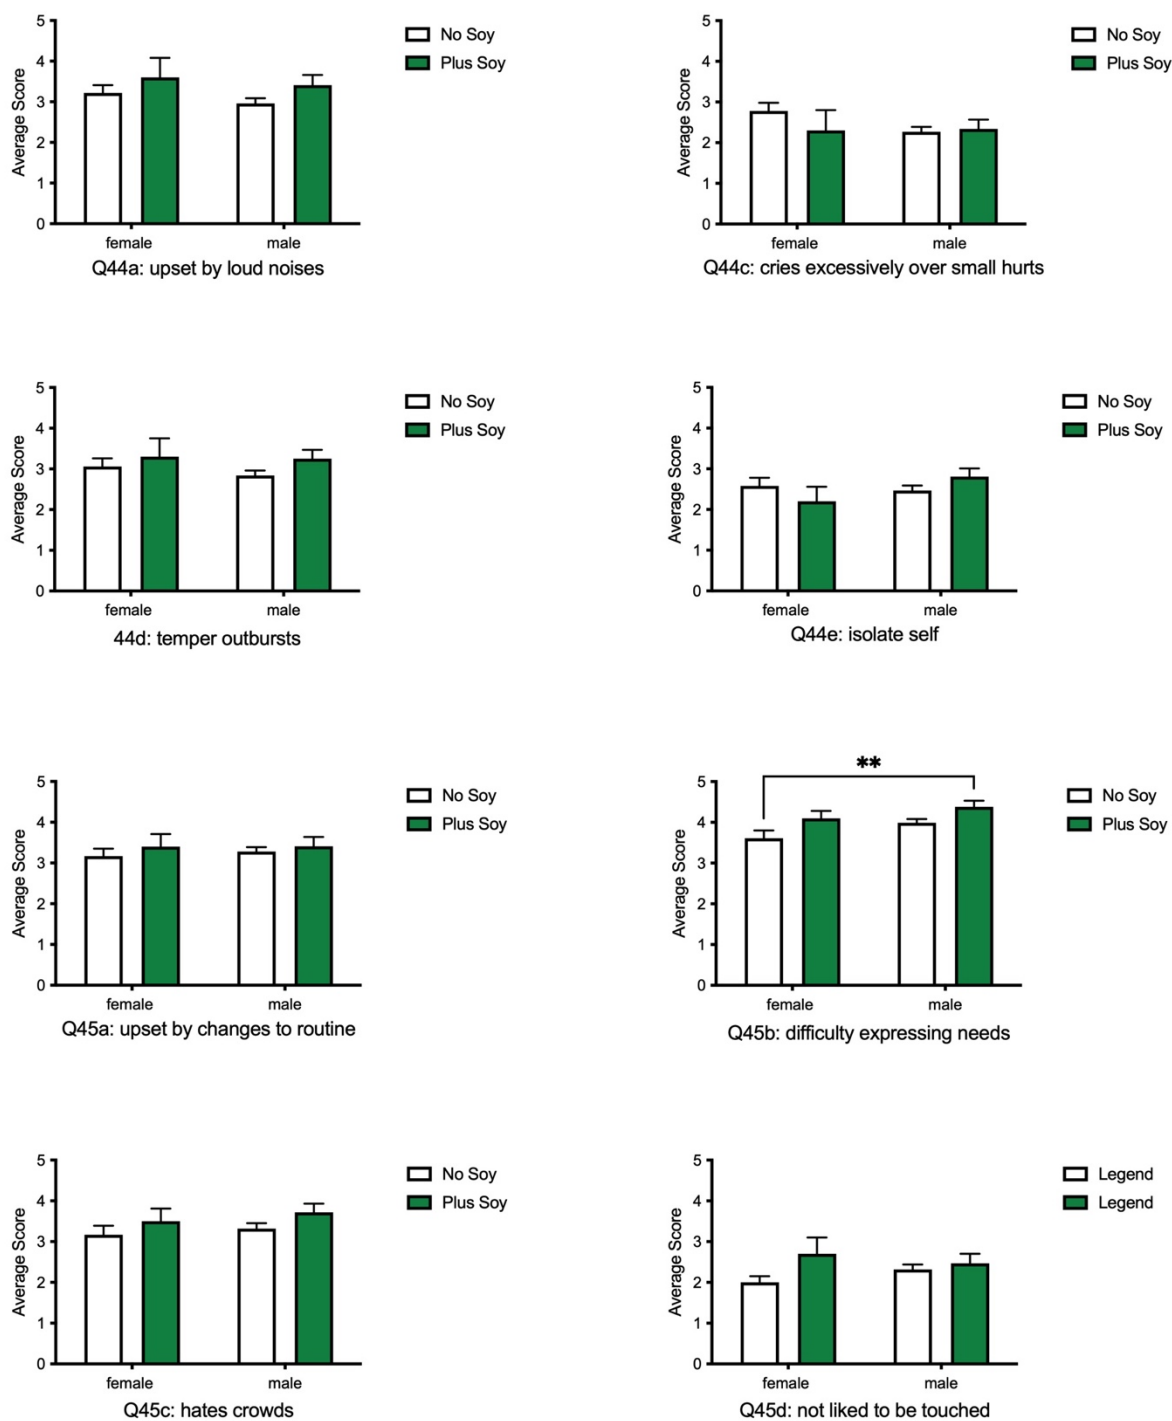 5
4
3
2
1
0
Average Score
female
male
No Soy
Plus Soy
Q44a: upset by loud noises
5
4
3
2
1
0
Average Score
female
male
No Soy
Plus Soy
Q44c: cries excessively over small hurts
5
4
3
2
1
0
Average Score
female
male
No Soy
Plus Soy
44d: temper outbursts
5
4
3
2
1
0
Average Score
female
male
No Soy
Plus Soy
Q44e: isolate self
5
4
3
2
1
0
Average Score
female
male
No Soy
Plus Soy
Q45a: upset by changes to routine
5
4
3
2
1
0
Average Score
**
female
male
No Soy
Plus Soy
Q45b: difficulty expressing needs
5
4
3
2
1
0
Average Score
female
male
No Soy
Plus Soy
Q45c: hates crowds
5
4
3
2
1
0
Average Score
female
male
Legend
Legend
Q45d: not liked to be touched